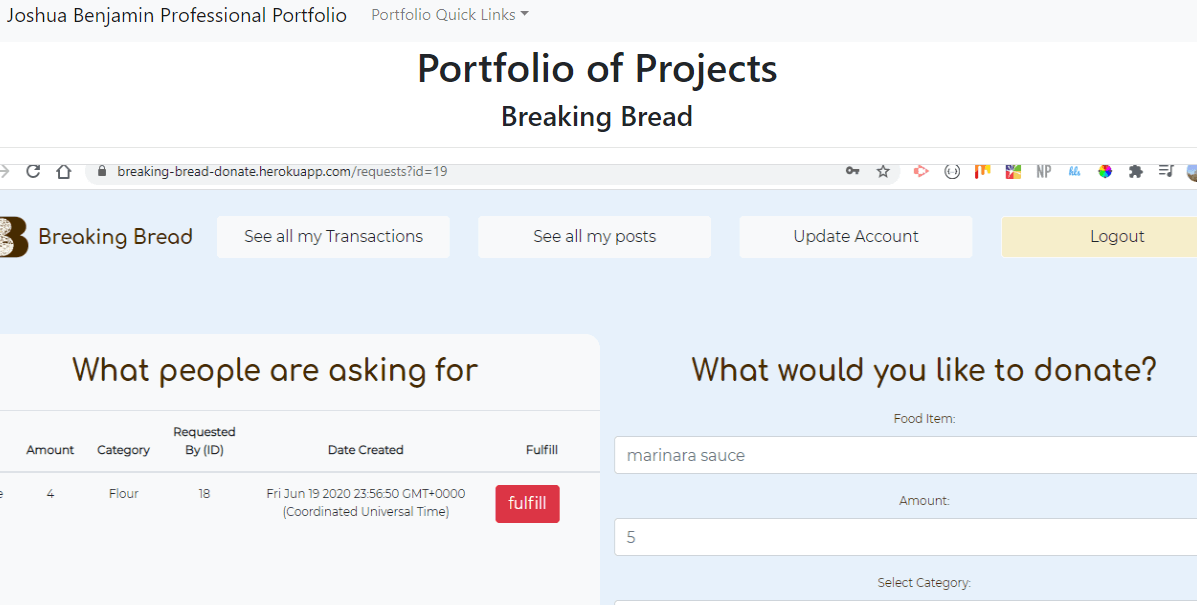 Joshua Benjamin Professional Portfolio Portfolio Quick Links
Portfolio of Projects
Breaking Bread
breaking-bread-donate.herokuapp.com/requests?id=19
NP
Breaking Bread See all my Transactions See all my posts Update Account Logout
What people are asking for
Amount Category Requested By (ID) Date Created Fulfill
4 Flour 18 Fri Jun 19 2020 23:56:50 GMT+0000
(Coordinated Universal Time) fulfill
What would you like to donate?
Food Item:
marinara sauce
Amount:
5
Select Category: